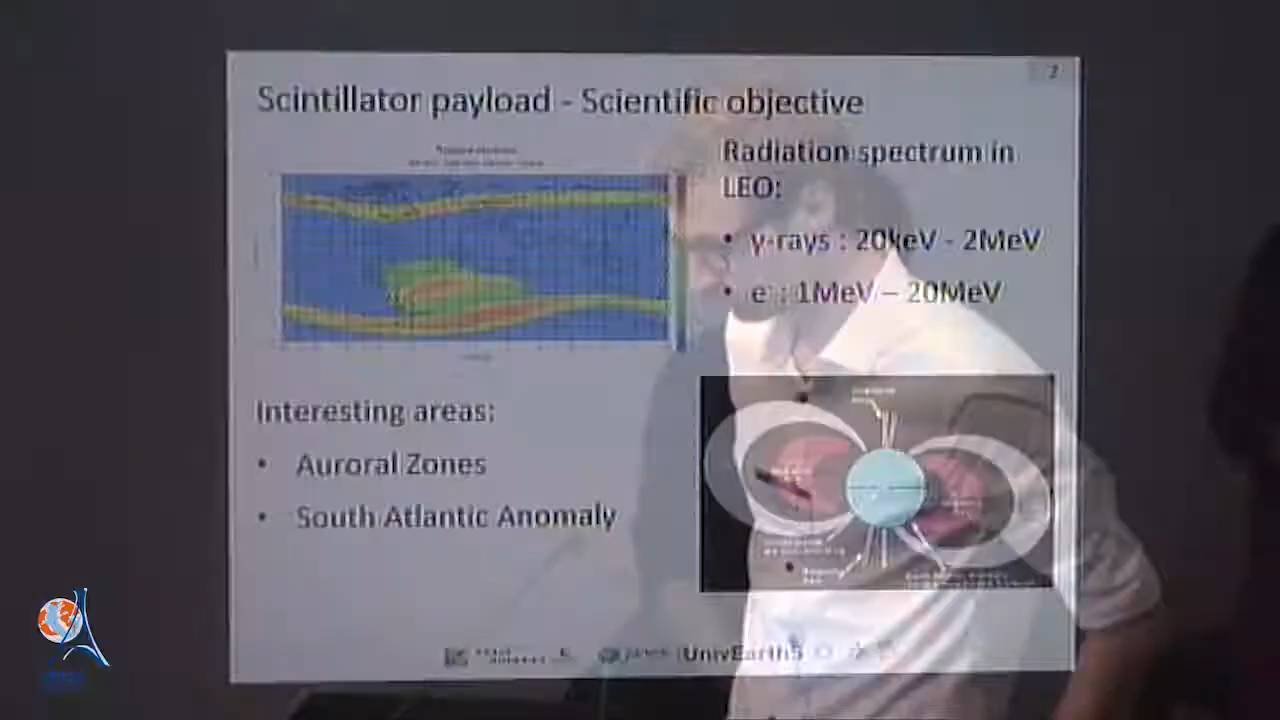 7
Scintillator payload - Scientific objective
Radiation spectrum in
LEO:
• γ-rays : 20keV - 2MeV
• e⁻ : 1MeV – 20MeV
Interesting areas:
• Auroral Zones
• South Atlantic Anomaly
UnivEarthS